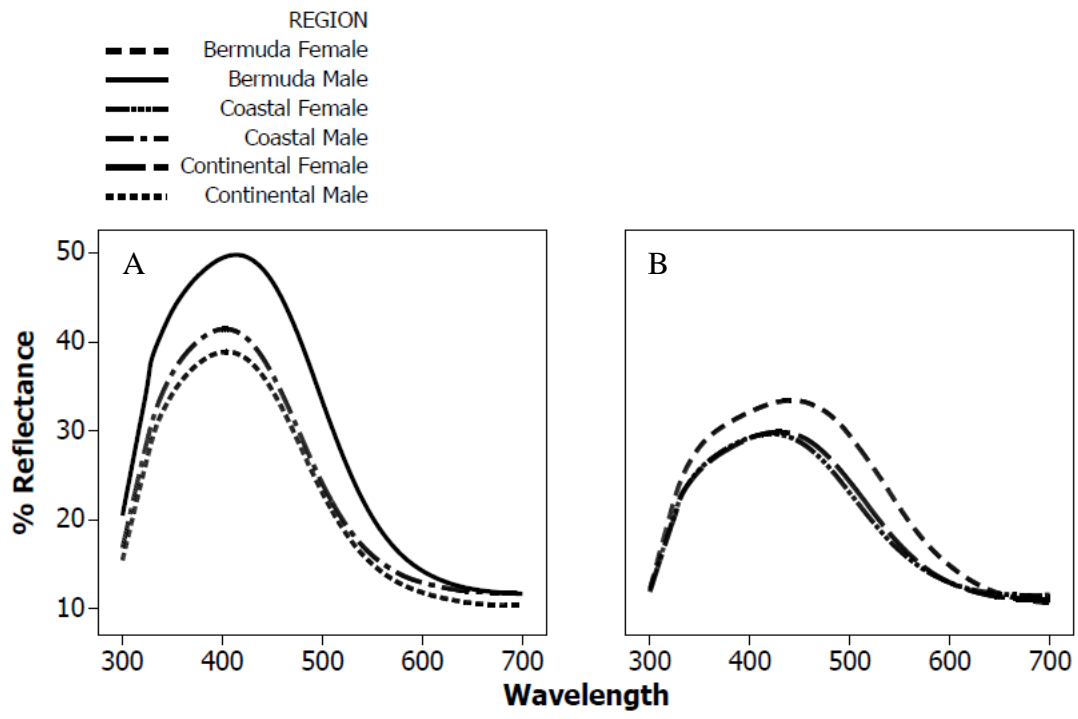 REGION
Bermuda Female
Bermuda Male
Coastal Female
Coastal Male
Continental Female
Continental Male
A
B
% Reflectance
50
40
30
20
10
300 400 500 600 700
300 400 500 600 700
Wavelength